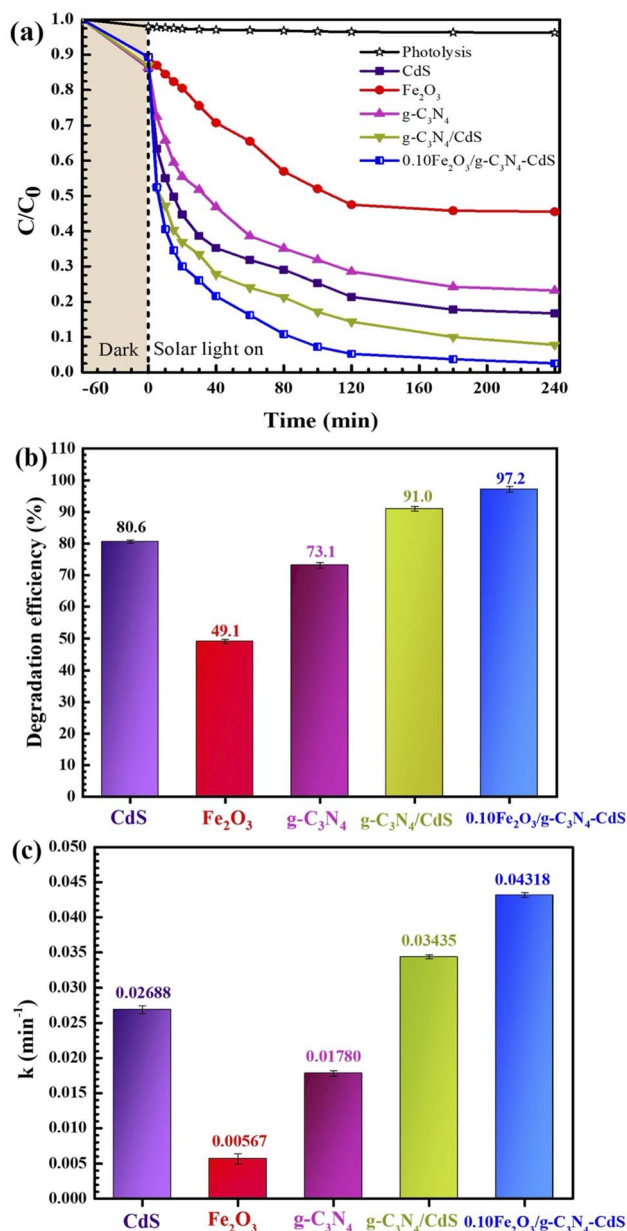 (a)
C/C₀
1.0
0.9
0.8
0.7
0.6
0.5
0.4
0.3
0.2
0.1
0.0
Photolysis
CdS
Fe₂O₃
g-C₃N₄
g-C₃N₄/CdS
0.10Fe₂O₃/g-C₃N₄-CdS
Dark
Solar light on
-60 0 40 80 120 160 200 240
Time (min)
(b)
Degradation efficiency (%)
110
100
90
80
70
60
50
40
30
20
10
0
80.6
49.1
73.1
91.0
97.2
CdS Fe₂O₃ g-C₃N₄ g-C₃N₄/CdS 0.10Fe₂O₃/g-C₃N₄-CdS
(c)
k (min⁻¹)
0.050
0.045
0.040
0.035
0.030
0.025
0.020
0.015
0.010
0.005
0.000
0.02688
0.00567
0.01780
0.03435
0.04318
CdS Fe₂O₃ g-C₃N₄ g-C₃N₄/CdS 0.10Fe₂O₃/g-C₃N₄-CdS